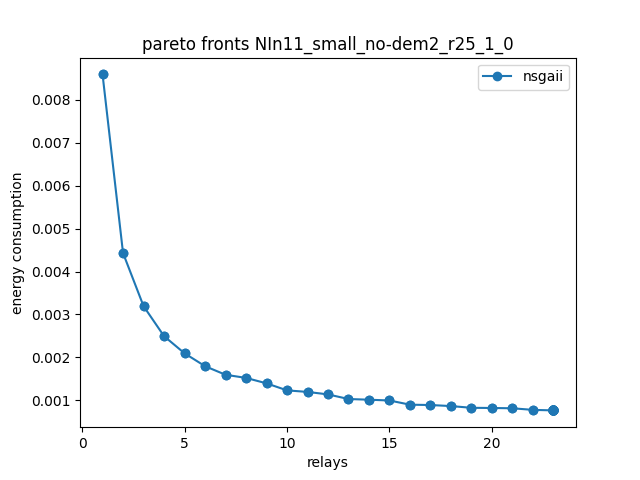 pareto fronts NIn11_small_no-dem2_r25_1_0
nsgaii
energy consumption
0.008
0.007
0.006
0.005
0.004
0.003
0.002
0.001
0 5 10 15 20
relays